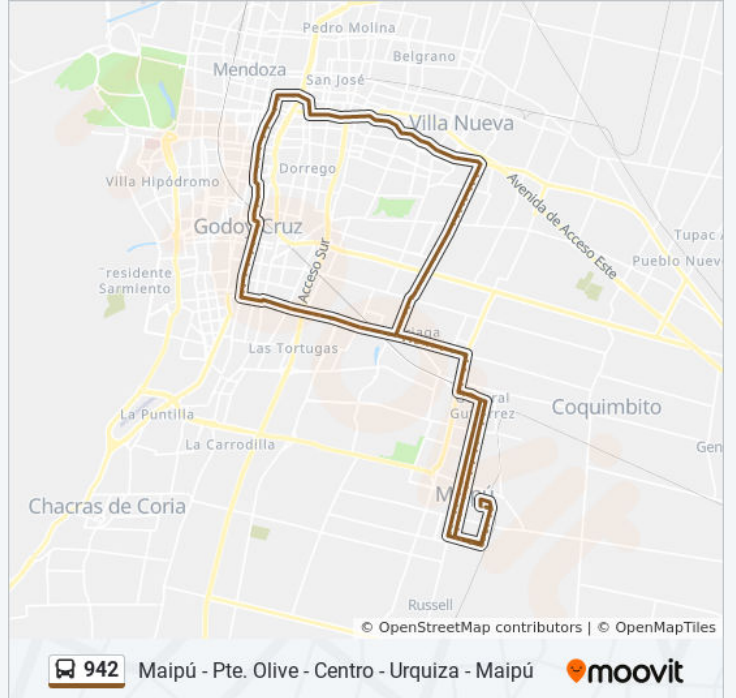 Pedro Molina
Belgrano
Mendoza
San José
Villa Nueva
Dorrego
Villa Hipódromo
Avenida de Acceso Este
Godoy Cruz
Tupac A
Pueblo Nuev
Acceso Sur
residente
Sarmiento
Las Tortugas
La Puntilla
Coquimbito
La Carrodilla
Gen
Chacras de Coria
Russell
© OpenStreetMap contributors | © OpenMapTiles
942 Maipú - Pte. Olive - Centro - Urquiza - Maipú
moovit